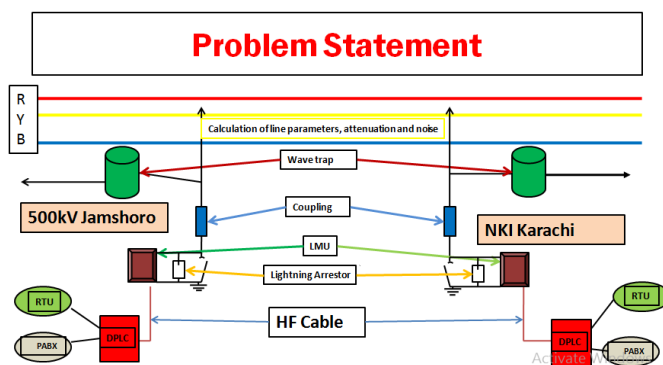 Problem Statement
R
Y
B
Calculation of line parameters, attenuation and noise
Wave trap
500kV Jamshoro
Coupling
NKI Karachi
LMU
Lightning Arrestor
RTU
RTU
HF Cable
DPLC
DPLC
PABX
PABX
Activate Windows